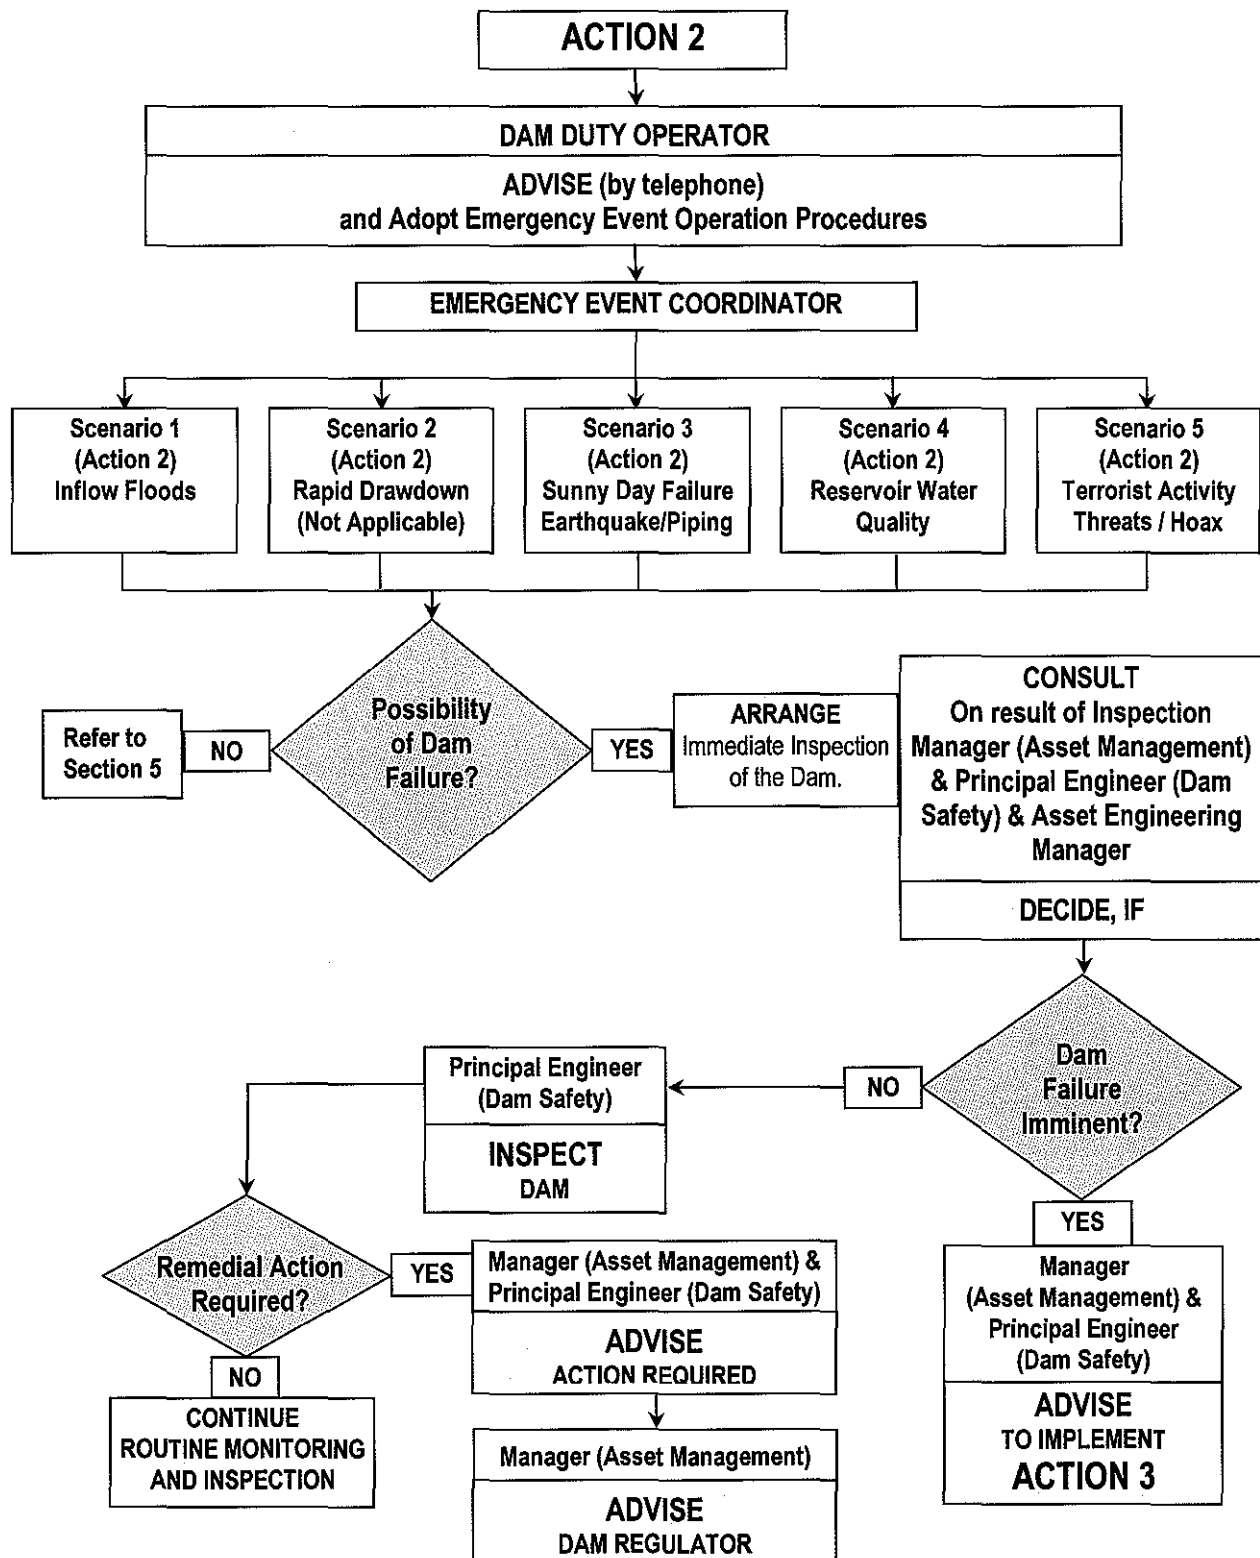 ACTION 2
DAM DUTY OPERATOR
ADVISE (by telephone)
and Adopt Emergency Event Operation Procedures
EMERGENCY EVENT COORDINATOR
Scenario 1
(Action 2)
Inflow Floods
Scenario 2
(Action 2)
Rapid Drawdown
(Not Applicable)
Scenario 3
(Action 2)
Sunny Day Failure
Earthquake/Piping
Scenario 4
(Action 2)
Reservoir Water
Quality
Scenario 5
(Action 2)
Terrorist Activity
Threats / Hoax
Possibility
of Dam
Failure?
NO
Refer to
Section 5
YES
ARRANGE
Immediate Inspection
of the Dam.
CONSULT
On result of Inspection
Manager (Asset Management)
& Principal Engineer (Dam
Safety) & Asset Engineering
Manager
DECIDE, IF
Dam
Failure
Imminent?
NO
Principal Engineer
(Dam Safety)
INSPECT
DAM
YES
Manager
(Asset Management) &
Principal Engineer
(Dam Safety)
ADVISE
TO IMPLEMENT
ACTION 3
Remedial Action
Required?
YES
Manager (Asset Management) &
Principal Engineer (Dam Safety)
ADVISE
ACTION REQUIRED
Manager (Asset Management)
ADVISE
DAM REGULATOR
NO
CONTINUE
ROUTINE MONITORING
AND INSPECTION